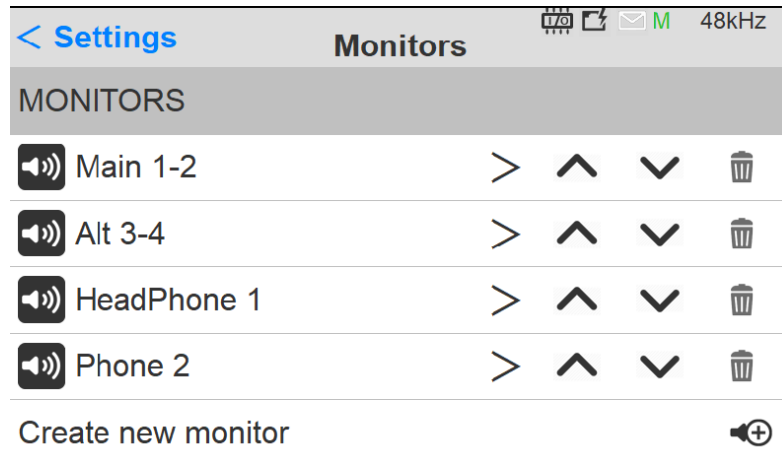 < Settings
Monitors
I/O
M
48kHz
MONITORS
Main 1-2
Alt 3-4
HeadPhone 1
Phone 2
Create new monitor